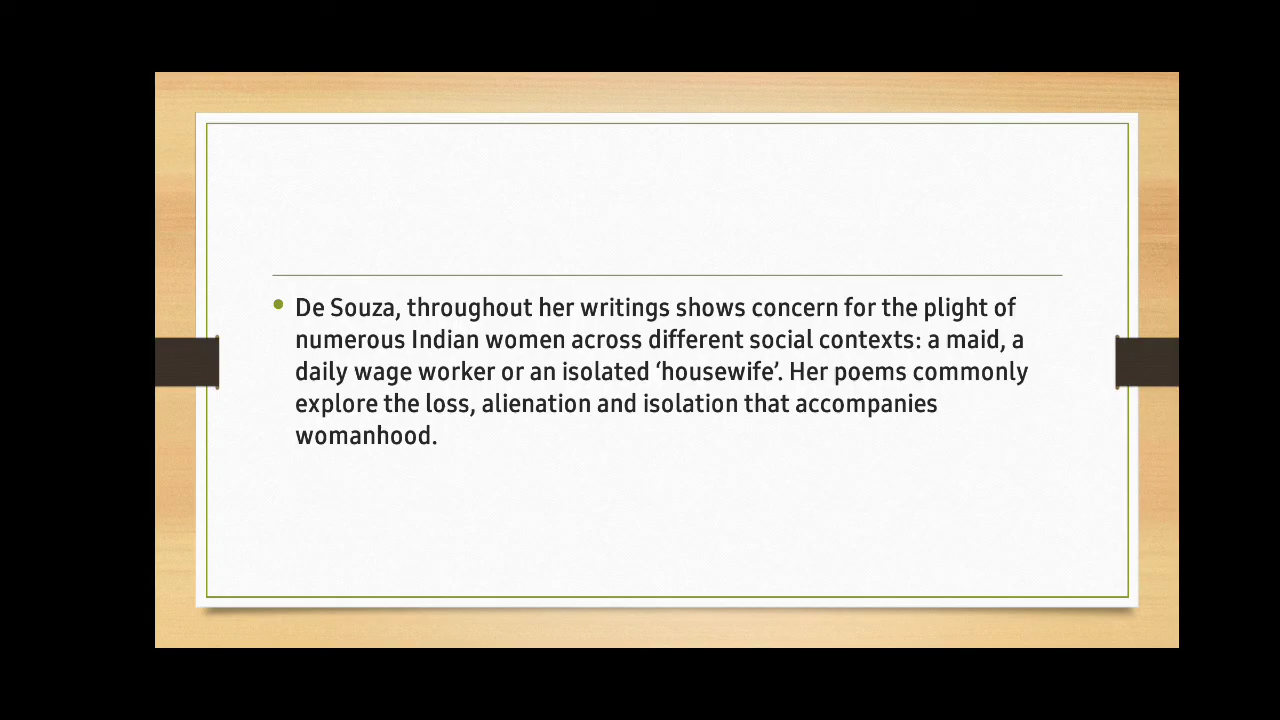 De Souza, throughout her writings shows concern for the plight of
numerous Indian women across different social contexts: a maid, a
daily wage worker or an isolated ‘housewife’. Her poems commonly
explore the loss, alienation and isolation that accompanies
womanhood.